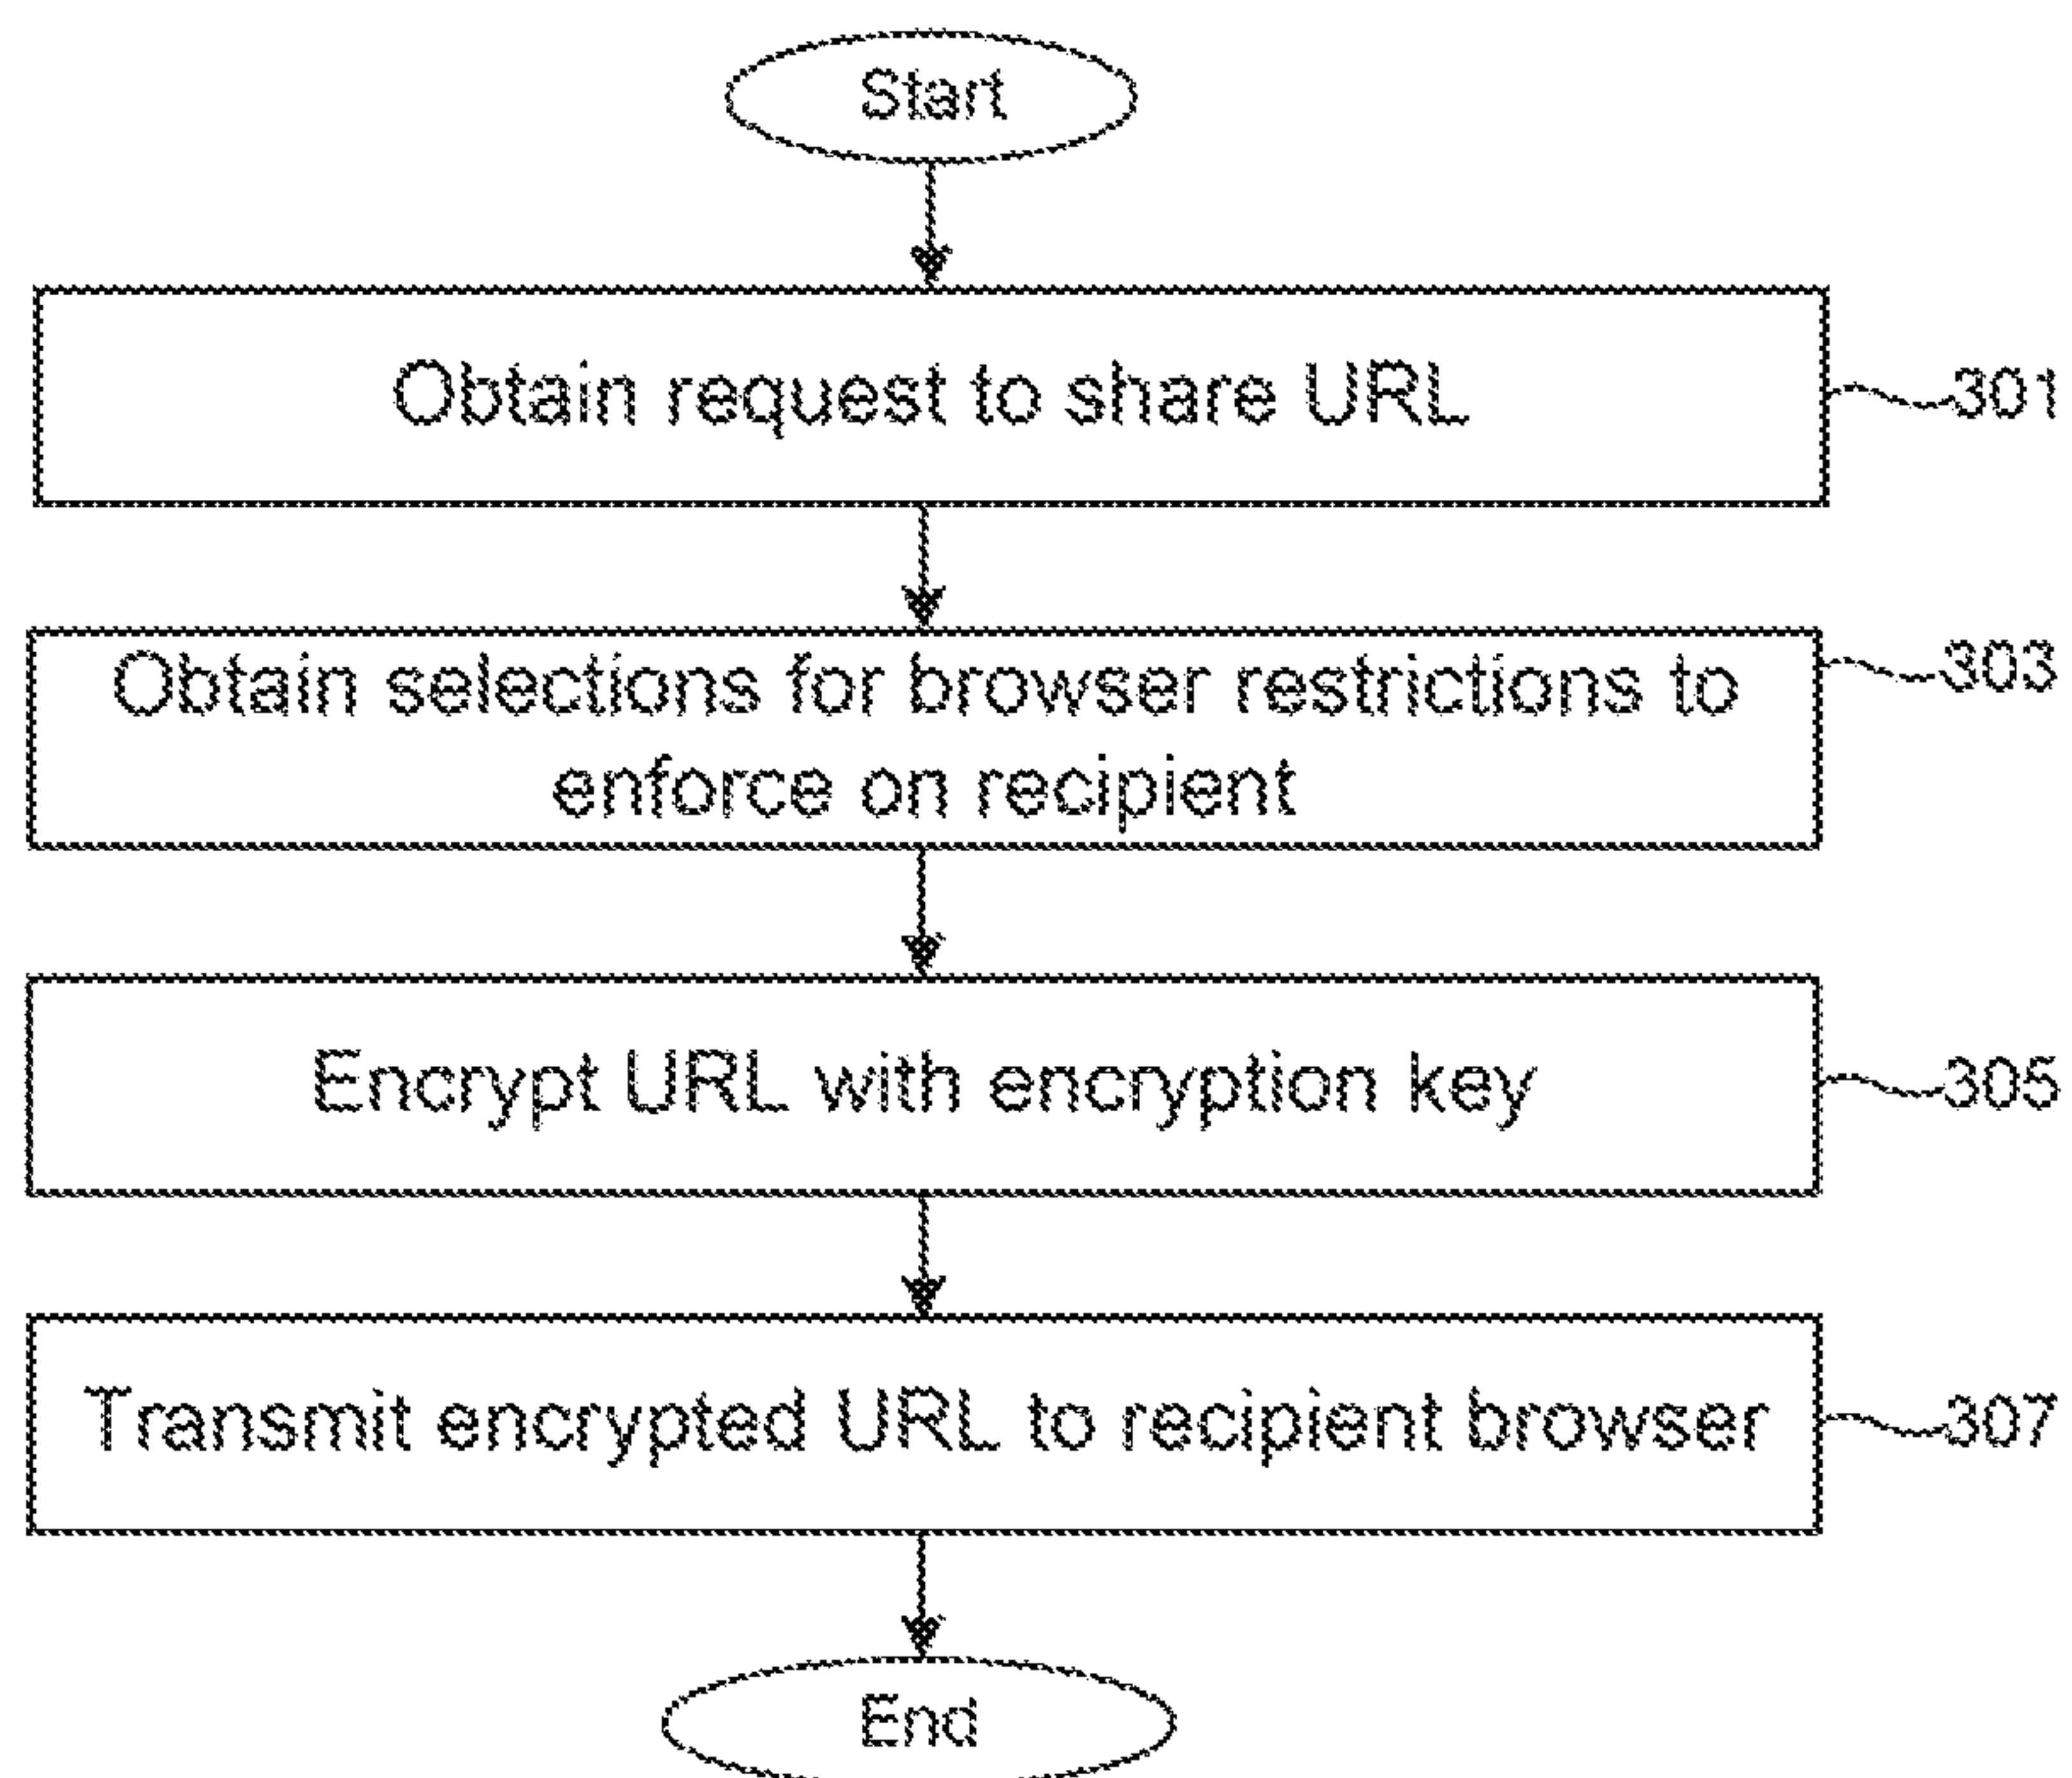 Start
Obtain request to share URL
301
Obtain selections for browser restrictions to
enforce on recipient
303
Encrypt URL with encryption key
305
Transmit encrypted URL to recipient browser
307
End